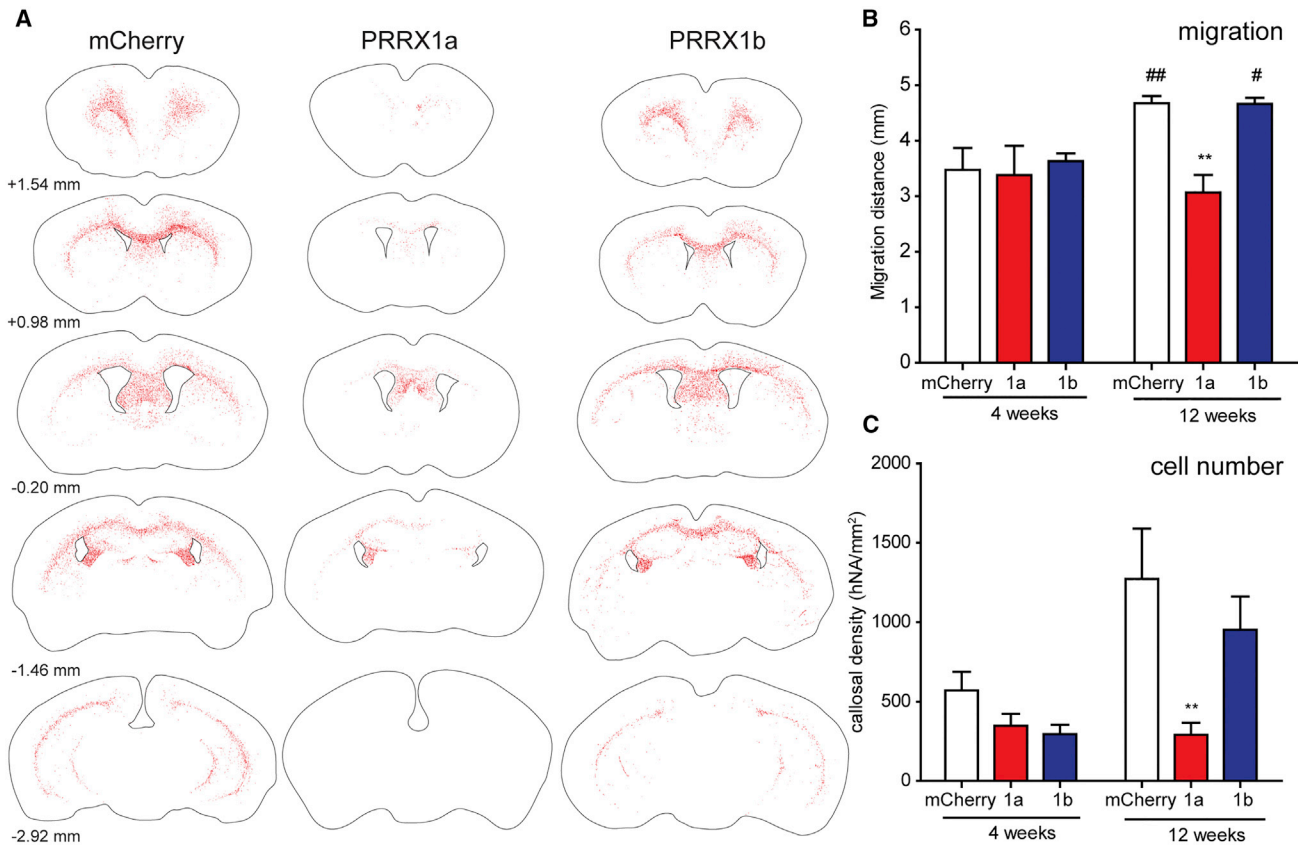 A
mCherry
PRRX1a
PRRX1b
+1.54 mm
+0.98 mm
-0.20 mm
-1.46 mm
-2.92 mm
B
migration
Migration distance (mm)
6
5
4
3
2
1
0
##
**
#
mCherry 1a 1b mCherry 1a 1b
4 weeks 12 weeks
C
cell number
callosal density (hNA/mm²)
2000
1500
1000
500
0
**
mCherry 1a 1b mCherry 1a 1b
4 weeks 12 weeks